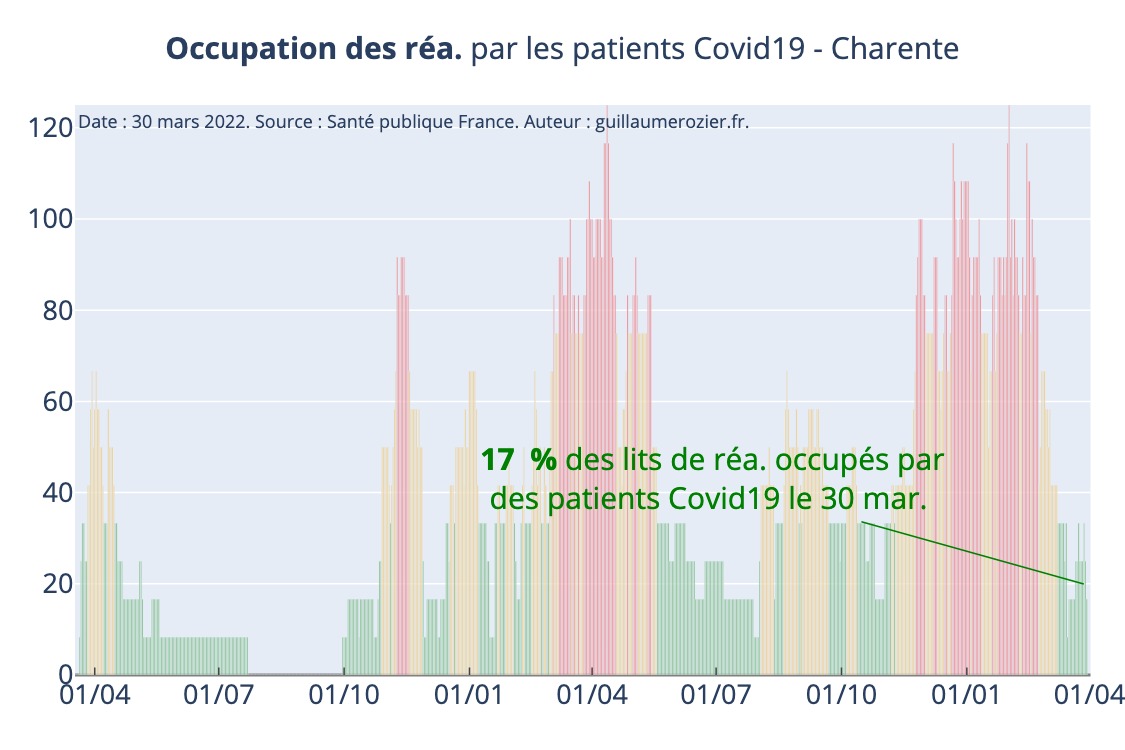 Occupation des réa. par les patients Covid19 - Charente
Date : 30 mars 2022. Source : Santé publique France. Auteur : guillaumerozier.fr.
120
100
80
60
40
20
0
17 % des lits de réa. occupés par
des patients Covid19 le 30 mar.
01/04 01/07 01/10 01/01 01/04 01/07 01/10 01/01 01/04